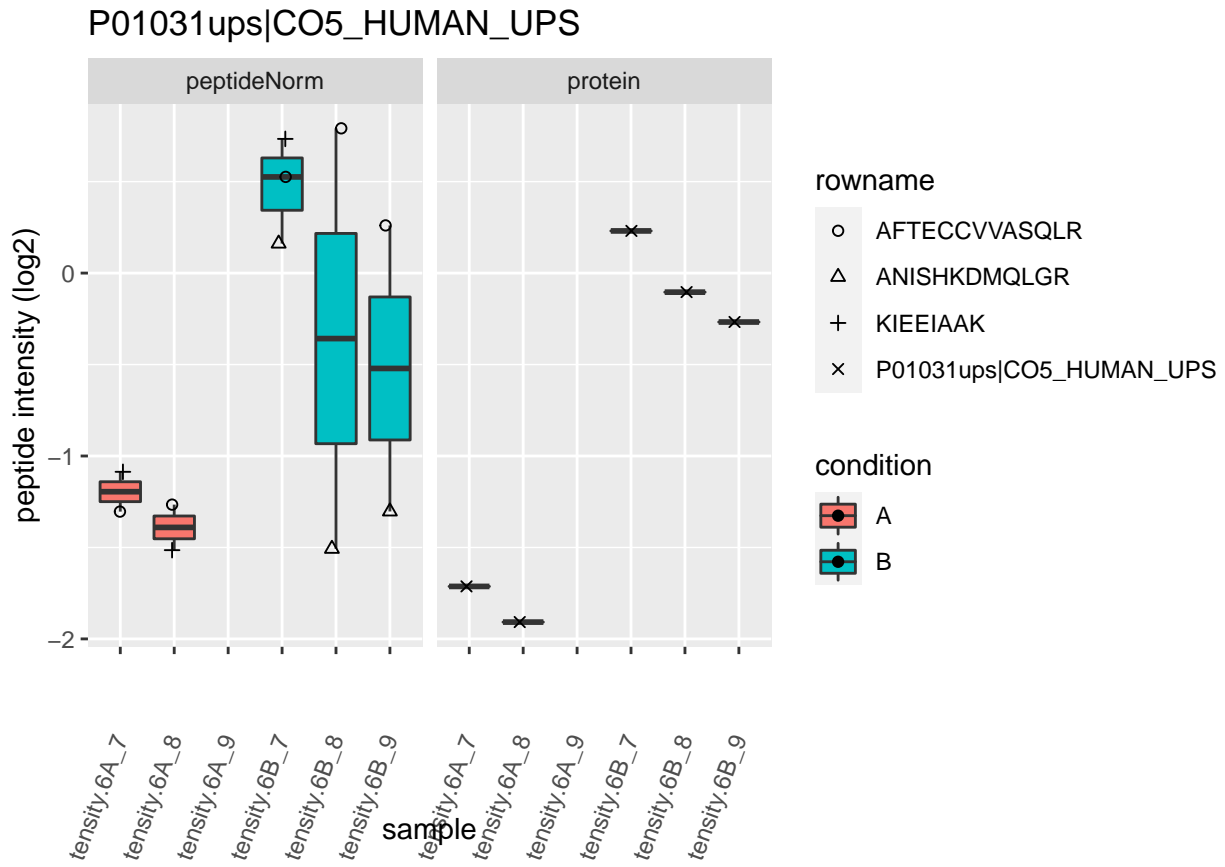 P01031ups|CO5_HUMAN_UPS
peptideNorm
protein
peptide intensity (log2)
0
−1
−2
tensity.6A_7
tensity.6A_8
tensity.6A_9
tensity.6B_7
tensity.6B_8
tensity.6B_9
tensity.6A_7
tensity.6A_8
tensity.6A_9
tensity.6B_7
tensity.6B_8
tensity.6B_9
sample
rowname
AFTECCVVASQLR
ANISHKDMQLGR
KIEEIAAK
P01031ups|CO5_HUMAN_UPS
condition
A
B